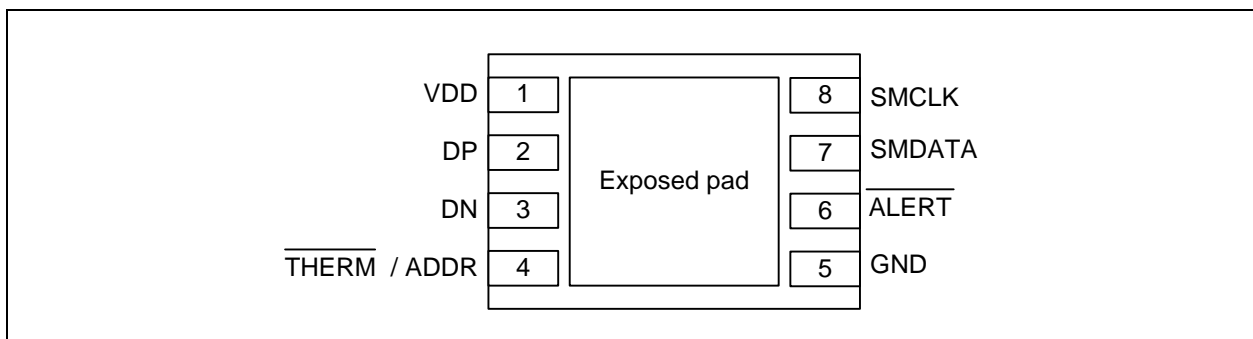 VDD 1
DP 2
DN 3
THERM / ADDR 4
Exposed pad
8 SMCLK
7 SMDATA
6 ALERT
5 GND